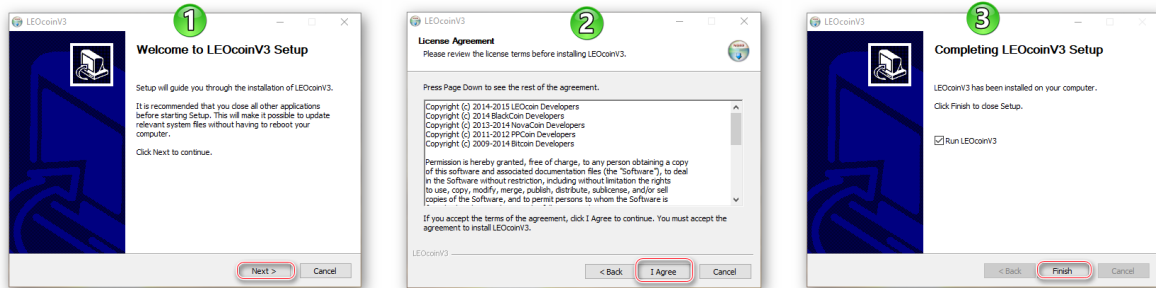 1
LEOcoinV3
Welcome to LEOcoinV3 Setup
Setup will guide you through the installation of LEOcoinV3.
It is recommended that you close all other applications
before starting Setup. This will make it possible to update
relevant system files without having to reboot your
computer.
Click Next to continue.
Next >
Cancel
2
LEOcoinV3
License Agreement
Please review the license terms before installing LEOcoinV3.
Press Page Down to see the rest of the agreement.
Copyright (c) 2014-2015 LEOcoin Developers
Copyright (c) 2014 BlackCoin Developers
Copyright (c) 2013-2014 NovaCoin Developers
Copyright (c) 2011-2012 PPCoin Developers
Copyright (c) 2009-2014 Bitcoin Developers
Permission is hereby granted, free of charge, to any person obtaining a copy
of this software and associated documentation files (the "Software"), to deal
in the Software without restriction, including without limitation the rights
to use, copy, modify, merge, publish, distribute, sublicense, and/or sell
copies of the Software, and to permit persons to whom the Software is
If you accept the terms of the agreement, click I Agree to continue. You must accept the
agreement to install LEOcoinV3.
LEOcoinV3
< Back
I Agree
Cancel
3
LEOcoinV3
Completing LEOcoinV3 Setup
LEOcoinV3 has been installed on your computer.
Click Finish to close Setup.
Run LEOcoinV3
< Back
Finish
Cancel